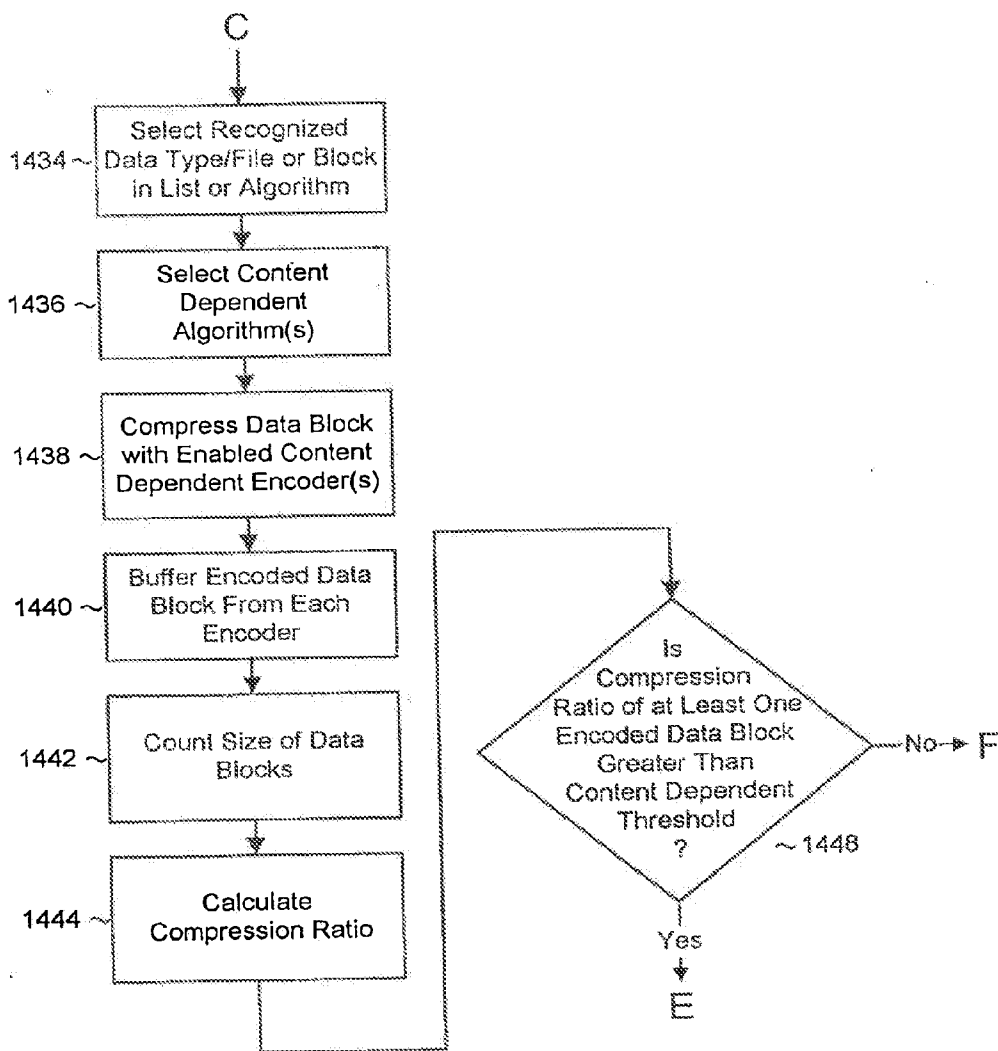 C
1434 ~
Select Recognized
Data Type/File or Block
in List or Algorithm
1436 ~
Select Content
Dependent
Algorithm(s)
1438 ~
Compress Data Block
with Enabled Content
Dependent Encoder(s)
1440 ~
Buffer Encoded Data
Block From Each
Encoder
1442 ~
Count Size of Data
Blocks
1444 ~
Calculate
Compression Ratio
Is
Compression
Ratio of at Least One
Encoded Data Block
Greater Than
Content Dependent
Threshold
?
~ 1448
No
F
Yes
E